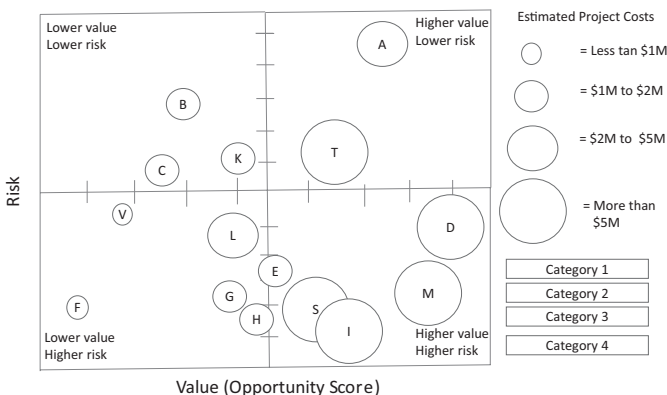 Lower value
Lower risk
Higher value
Lower risk
Estimated Project Costs
A
= Less tan $1M
B
= $1M to $2M
T
K
C
= $2M to $5M
Risk
V
L
D
= More than
$5M
E
Category 1
F
G
H
S
I
M
Category 2
Category 3
Lower value
Higher risk
Higher value
Higher risk
Category 4
Value (Opportunity Score)